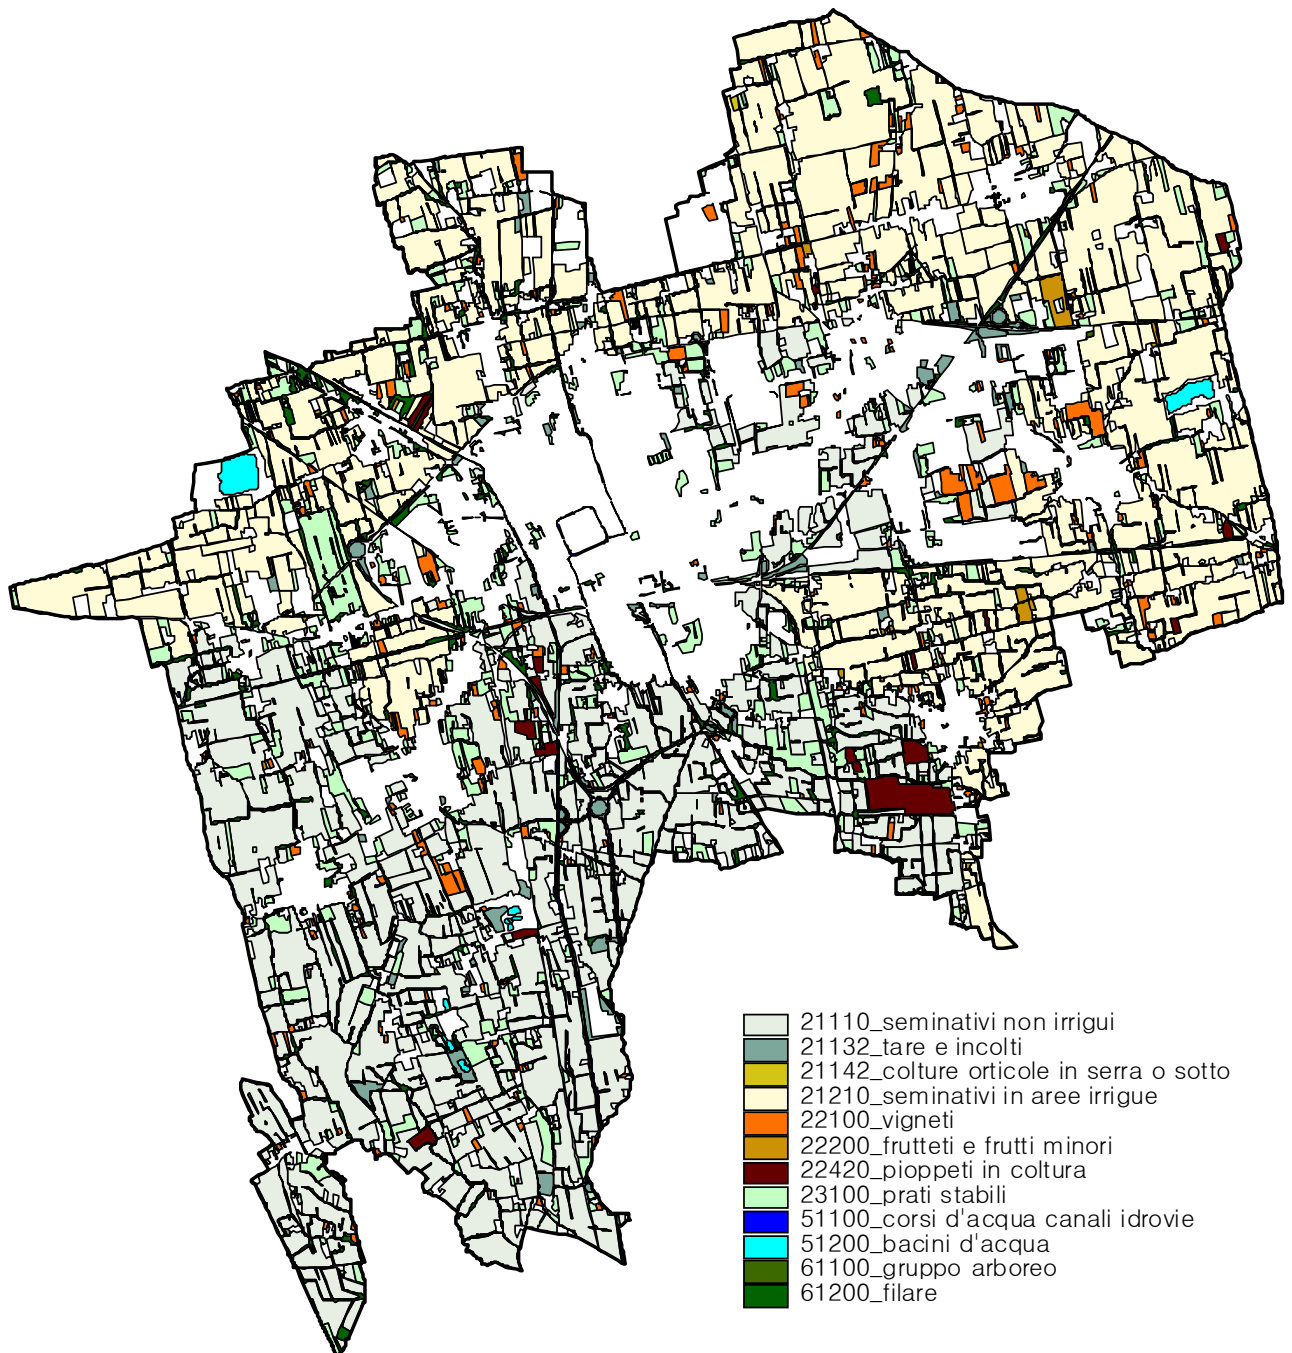 21110_seminativi non irrigui
21132_tare e incolti
21142_colture orticole in serra o sotto
21210_seminativi in aree irrigue
22100_vigneti
22200_frutteti e frutti minori
22420_pioppeti in coltura
23100_prati stabili
51100_corsi d'acqua canali idrovie
51200_bacini d'acqua
61100_gruppo arboreo
61200_filare